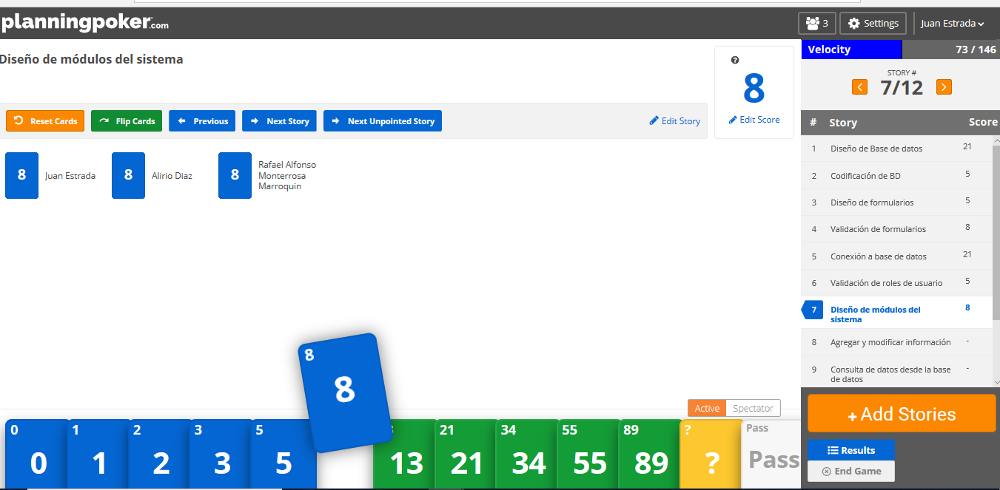 planningpoker.com
3
Settings
Juan Estrada
Diseño de módulos del sistema
8
Edit Score
Reset Cards
Flip Cards
Previous
Next Story
Next Unpointed Story
Edit Story
8
Juan Estrada
8
Alirio Diaz
8
Rafael Alfonso
Monterrosa
Marroquin
Velocity 73 / 146
STORY #
7/12
# Story Score
1 Diseño de Base de datos 21
2 Codificación de BD 5
3 Diseño de formularios 5
4 Validación de formularios 8
5 Conexión a base de datos 21
6 Validación de roles de usuario 5
7 Diseño de módulos del 8
sistema
8 Agregar y modificar información -
9 Consulta de datos desde la base -
de datos
Add Stories
Results
End Game
Active Spectator
8
8
0 1 2 3 5 21 34 55 89 ? Pass
0 1 2 3 5 13 21 34 55 89 ? Pass